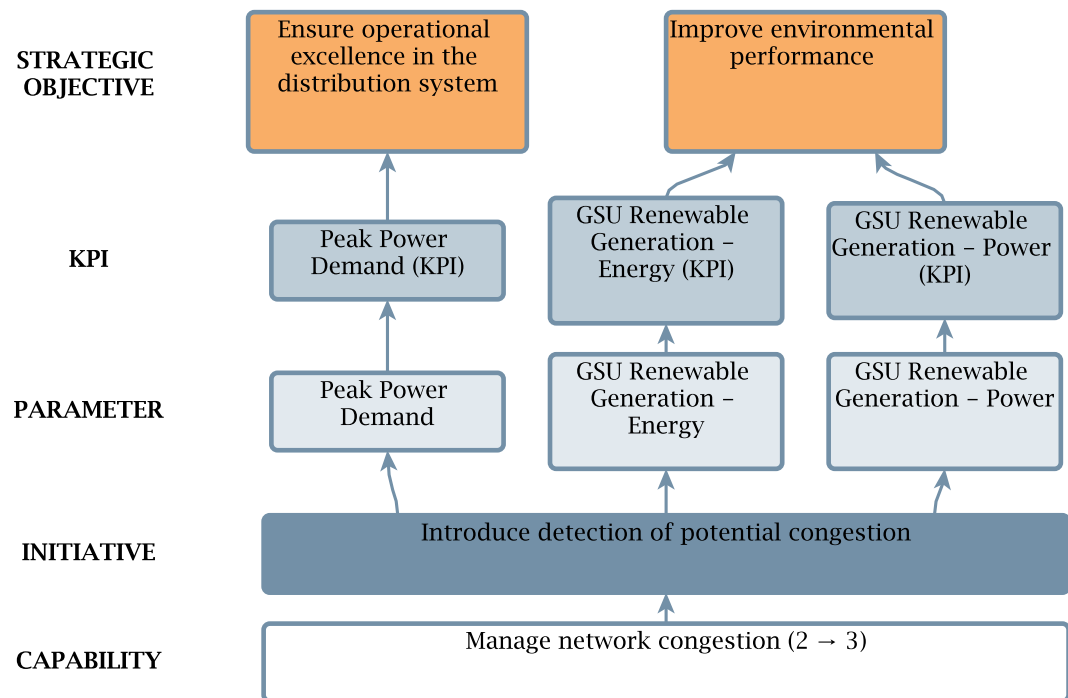 STRATEGIC
OBJECTIVE
Ensure operational
excellence in the
distribution system
Improve environmental
performance
KPI
Peak Power
Demand (KPI)
GSU Renewable
Generation –
Energy (KPI)
GSU Renewable
Generation – Power
(KPI)
PARAMETER
Peak Power
Demand
GSU Renewable
Generation –
Energy
GSU Renewable
Generation – Power
INITIATIVE
Introduce detection of potential congestion
CAPABILITY
Manage network congestion (2 → 3)